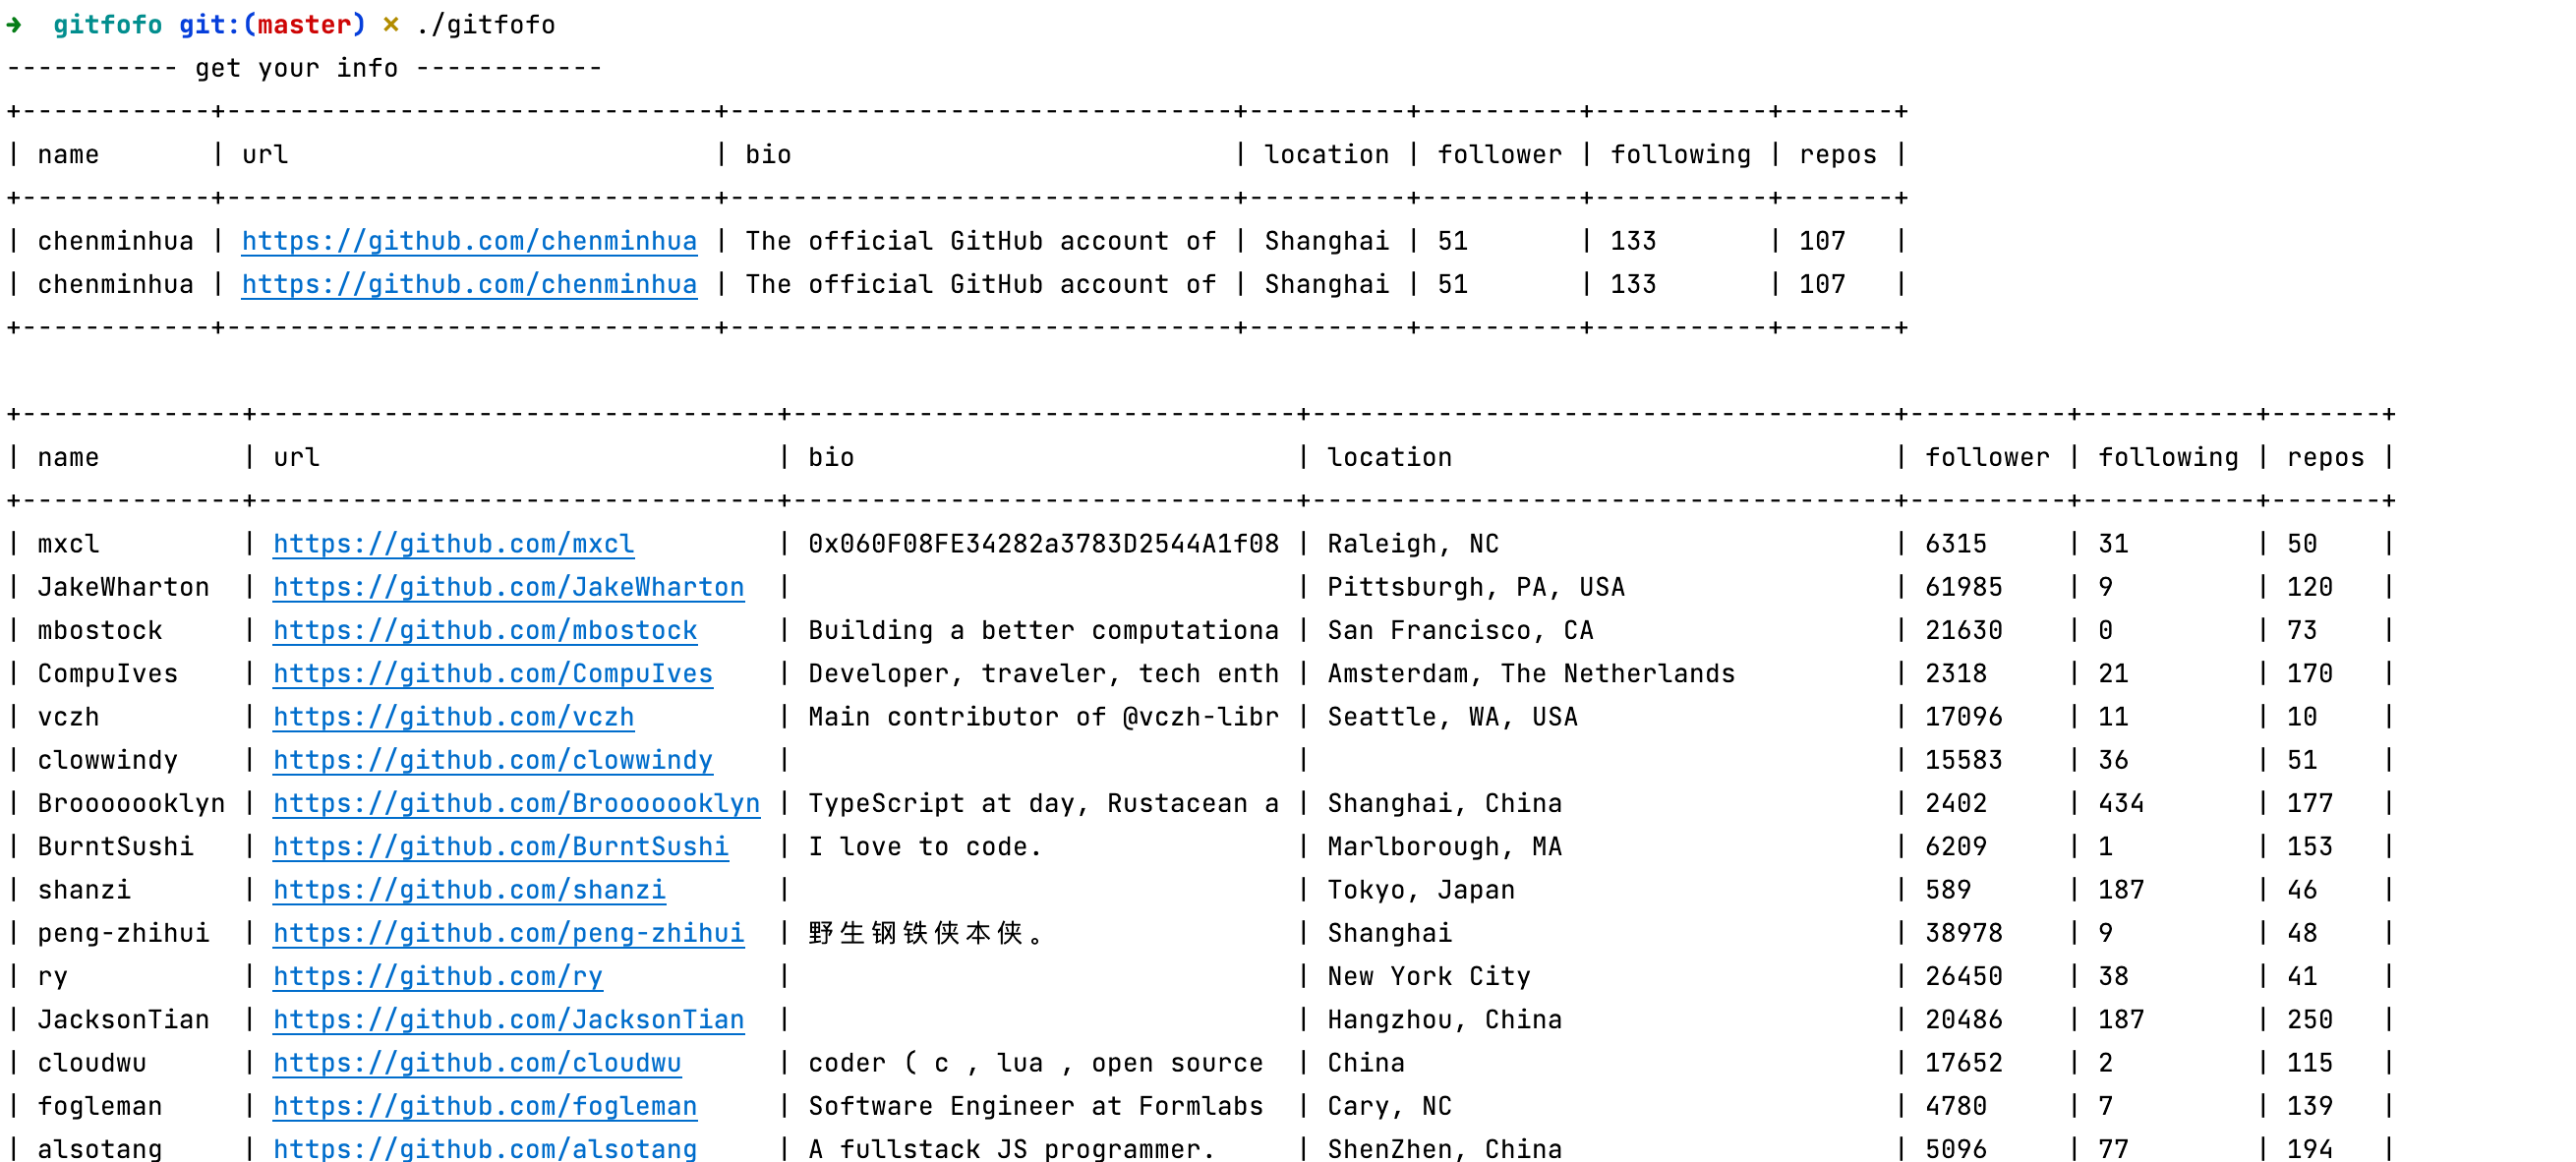 ➜  gitfofo git:(master) ✗ ./gitfofo
----------- get your info ------------
+------------+-------------------------------+--------------------------------+----------+----------+-----------+-------+
| name       | url                           | bio                            | location | follower | following | repos |
+------------+-------------------------------+--------------------------------+----------+----------+-----------+-------+
| chenminhua | https://github.com/chenminhua | The official GitHub account of | Shanghai | 51       | 133       | 107   |
| chenminhua | https://github.com/chenminhua | The official GitHub account of | Shanghai | 51       | 133       | 107   |
+------------+-------------------------------+--------------------------------+----------+----------+-----------+-------+
+--------------+---------------------------------+--------------------------------+-------------------------------------+----------+-----------+-------+
| name         | url                             | bio                            | location                            | follower | following | repos |
+--------------+---------------------------------+--------------------------------+-------------------------------------+----------+-----------+-------+
| mxcl         | https://github.com/mxcl         | 0x060F08FE34282a3783D2544A1f08 | Raleigh, NC                         | 6315     | 31        | 50    |
| JakeWharton  | https://github.com/JakeWharton  |                                | Pittsburgh, PA, USA                 | 61985    | 9         | 120   |
| mbostock     | https://github.com/mbostock     | Building a better computationa | San Francisco, CA                   | 21630    | 0         | 73    |
| CompuIves    | https://github.com/CompuIves    | Developer, traveler, tech enth | Amsterdam, The Netherlands          | 2318     | 21        | 170   |
| vczh         | https://github.com/vczh         | Main contributor of @vczh-libr | Seattle, WA, USA                    | 17096    | 11        | 10    |
| clowwindy    | https://github.com/clowwindy    |                                |                                     | 15583    | 36        | 51    |
| Brooooooklyn | https://github.com/Brooooooklyn | TypeScript at day, Rustacean a | Shanghai, China                     | 2402     | 434       | 177   |
| BurntSushi   | https://github.com/BurntSushi   | I love to code.                | Marlborough, MA                     | 6209     | 1         | 153   |
| shanzi       | https://github.com/shanzi       |                                | Tokyo, Japan                        | 589      | 187       | 46    |
| peng-zhihui  | https://github.com/peng-zhihui  | 野生钢铁侠本侠。               | Shanghai                            | 38978    | 9         | 48    |
| ry           | https://github.com/ry           |                                | New York City                       | 26450    | 38        | 41    |
| JacksonTian  | https://github.com/JacksonTian  |                                | Hangzhou, China                     | 20486    | 187       | 250   |
| cloudwu      | https://github.com/cloudwu      | coder ( c , lua , open source  | China                               | 17652    | 2         | 115   |
| fogleman     | https://github.com/fogleman     | Software Engineer at Formlabs  | Cary, NC                            | 4780     | 7         | 139   |
| alsotang     | https://github.com/alsotang     | A fullstack JS programmer.     | ShenZhen, China                     | 5096     | 77        | 194   |